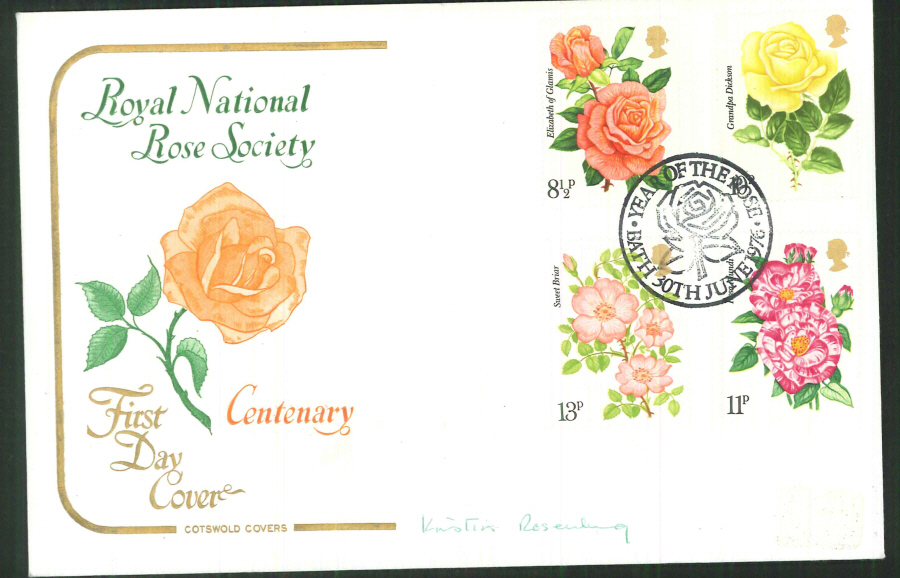 Royal National
Rose Society
Centenary
First
Day
Cover
COTSWOLD COVERS
Elizabeth of Glamis
8½p
Grandpa Dickson
Sweet Briar
13p
11p
· YEAR OF THE ROSE · BATH 30TH JUNE 1976
Rosenberg